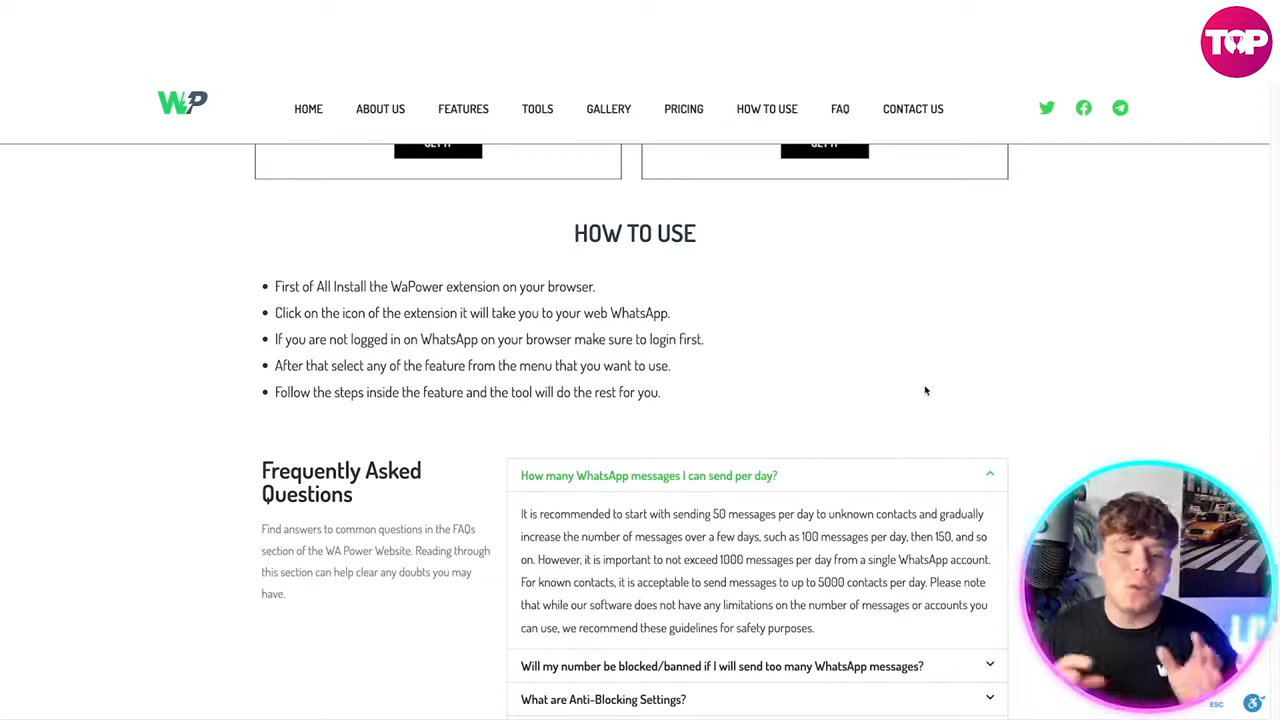 TOP
WP
HOME ABOUT US FEATURES TOOLS GALLERY PRICING HOW TO USE FAQ CONTACT US
HOW TO USE
• First of All Install the WaPower extension on your browser.
• Click on the icon of the extension it will take you to your web WhatsApp.
• If you are not logged in on WhatsApp on your browser make sure to login first.
• After that select any of the feature from the menu that you want to use.
• Follow the steps inside the feature and the tool will do the rest for you.
Frequently Asked
Questions
Find answers to common questions in the FAQs
section of the WA Power Website. Reading through
this section can help clear any doubts you may
have.
How many WhatsApp messages I can send per day?
It is recommended to start with sending 50 messages per day to unknown contacts and gradually
increase the number of messages over a few days, such as 100 messages per day, then 150, and so
on. However, it is important to not exceed 1000 messages per day from a single WhatsApp account.
For known contacts, it is acceptable to send messages to up to 5000 contacts per day. Please note
that while our software does not have any limitations on the number of messages or accounts you
can use, we recommend these guidelines for safety purposes.
Will my number be blocked/banned if I will send too many WhatsApp messages?
What are Anti-Blocking Settings?
ESC